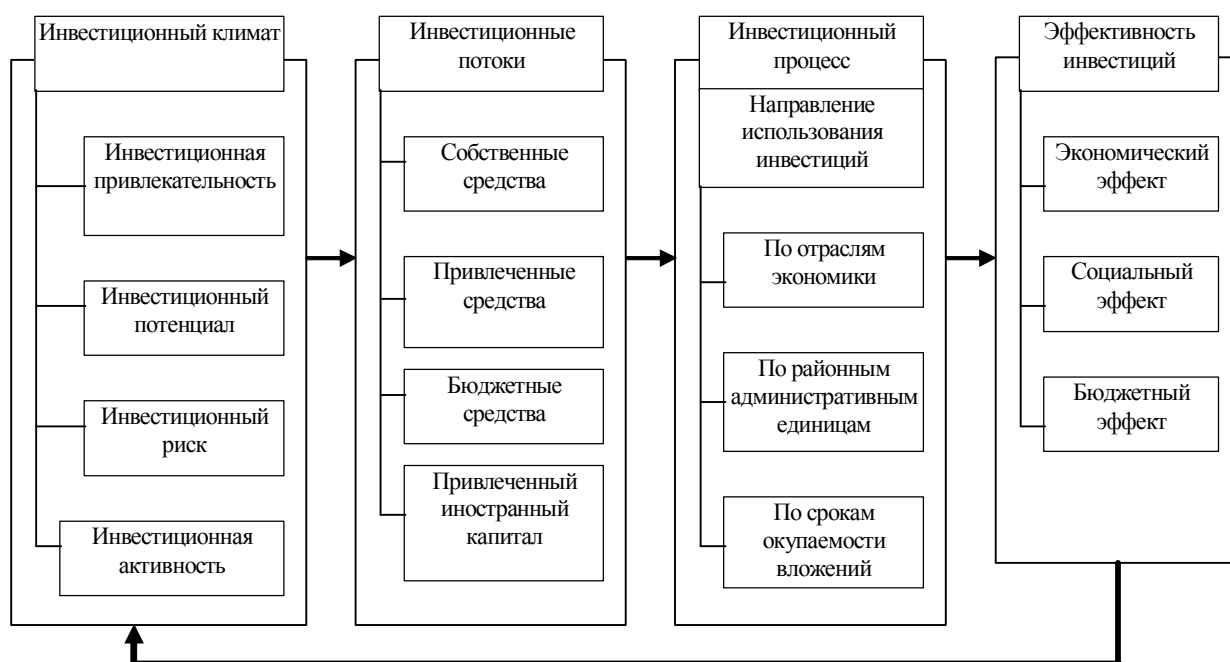 Инвестиционный климат
Инвестиционная
привлекательность
Инвестиционный
потенциал
Инвестиционный
риск
Инвестиционная
активность
Инвестиционные
потоки
Собственные
средства
Привлеченные
средства
Бюджетные
средства
Привлеченный
иностранный
капитал
Инвестиционный
процесс
Направление
использования
инвестиций
По отраслям
экономики
По районным
административным
единицам
По срокам
окупаемости
вложений
Эффективность
инвестиций
Экономический
эффект
Социальный
эффект
Бюджетный
эффект